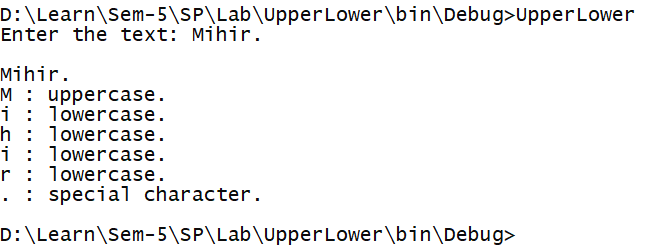 D:\Learn\Sem-5\SP\Lab\UpperLower\bin\Debug>UpperLower
Enter the text: Mihir.
Mihir.
M : uppercase.
i : lowercase.
h : lowercase.
i : lowercase.
r : lowercase.
. : special character.
D:\Learn\Sem-5\SP\Lab\UpperLower\bin\Debug>